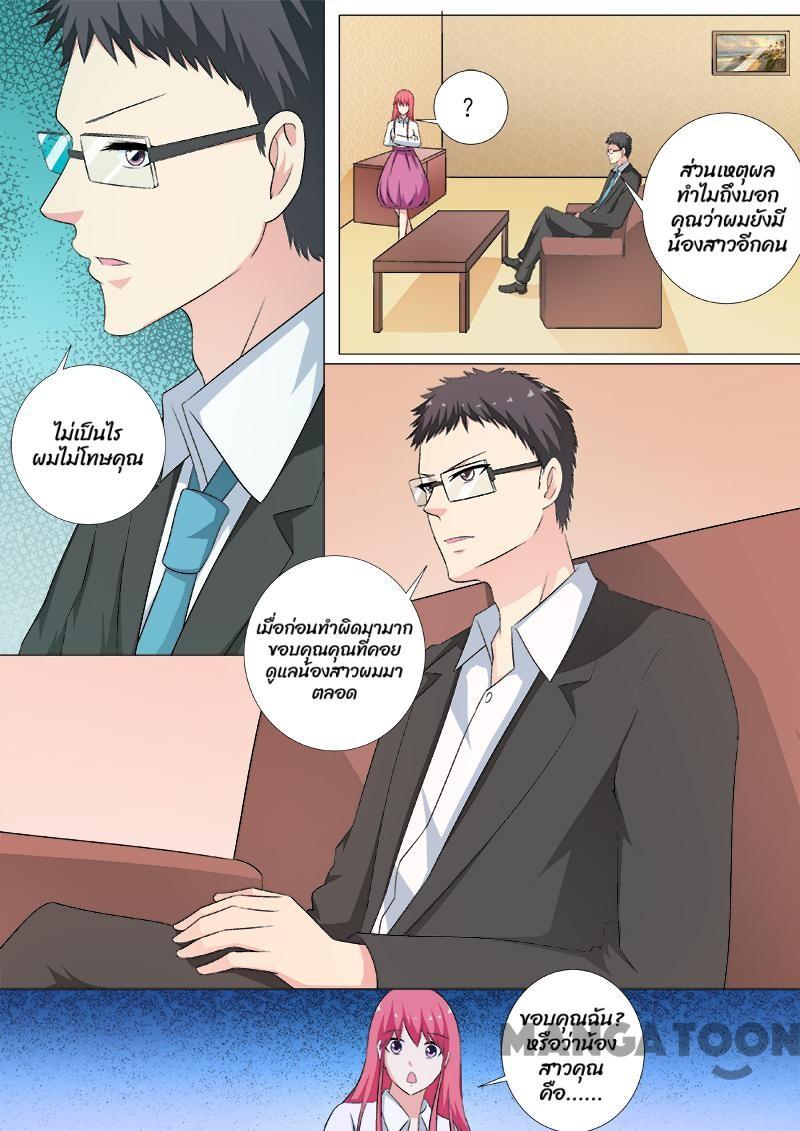 ไม่เป็นไร
ผมไม่โทษคุณ
?
ส่วนเหตุผล
ทำไมถึงบอก
คุณว่าผมยังมี
น้องสาวอีกคน
เมื่อก่อนทำผิดมามาก
ขอบคุณคุณที่คอย
ดูแลน้องสาวผมมา
ตลอด
ขอบคุณฉัน?
หรือว่าน้อง
สาวคุณ
คือ......
MANGATOON